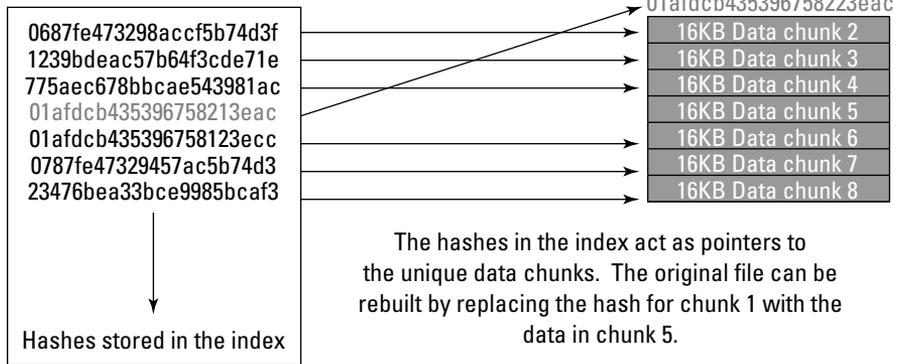 01afdcb435396758223eac
0687fe473298accf5b74d3f
1239bdeac57b64f3cde71e
775aec678bbcae543981ac
01afdcb435396758213eac
01afdcb435396758123ecc
0787fe47329457ac5b74d3
23476bea33bce9985bcaf3
Hashes stored in the index
16KB Data chunk 2
16KB Data chunk 3
16KB Data chunk 4
16KB Data chunk 5
16KB Data chunk 6
16KB Data chunk 7
16KB Data chunk 8
The hashes in the index act as pointers to
the unique data chunks. The original file can be
rebuilt by replacing the hash for chunk 1 with the
data in chunk 5.